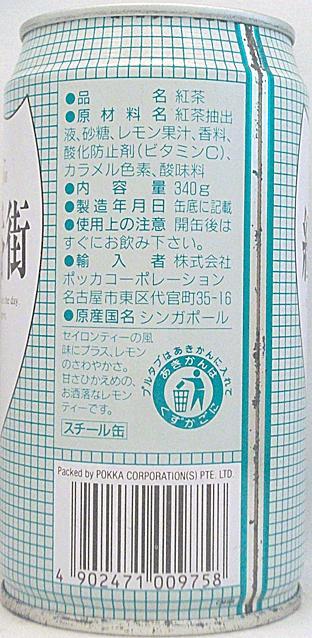 街
●品名 紅茶
●原材料名 紅茶抽出
液、砂糖、レモン果汁、香料、
酸化防止剤(ビタミンC)、
カラメル色素、酸味料
●内容量 340g
●製造年月日 缶底に記載
●使用上の注意 開缶後は
すぐにお飲み下さい。
●輸入者 株式会社
ポッカコーポレーション
名古屋市東区代官町35-16
●原産国名 シンガポール
セイロンティーの風
味にプラス、レモン
のさわやかさ。
甘さひかえめの、
お洒落なレモン
ティーです。
スチール缶
プルタブはあきかんに入れて
あきかんは
くずかごに
Packed by POKKA CORPORATION(S) PTE. LTD.
4 902471 009758